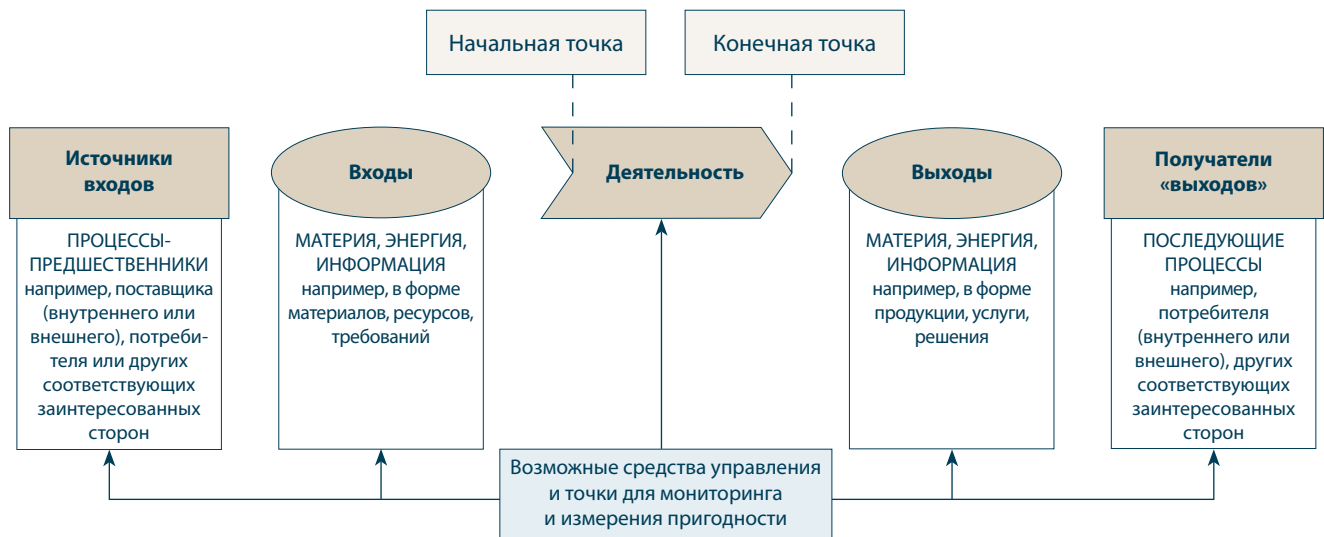 Начальная точка
Конечная точка
Источники
входов
Входы
Деятельность
Выходы
Получатели
«выходов»
ПРОЦЕССЫ-
ПРЕДШЕСТВЕННИКИ
например, поставщика
(внутреннего или
внешнего), потреби-
теля или других
соответствующих
заинтересованных
сторон
МАТЕРИЯ, ЭНЕРГИЯ,
ИНФОРМАЦИЯ
например, в форме
материалов, ресурсов,
требований
МАТЕРИЯ, ЭНЕРГИЯ,
ИНФОРМАЦИЯ
например, в форме
продукции, услуги,
решения
ПОСЛЕДУЮЩИЕ
ПРОЦЕССЫ
например,
потребителя
(внутреннего или
внешнего), других
соответствующих
заинтересованных
сторон
Возможные средства управления
и точки для мониторинга
и измерения пригодности